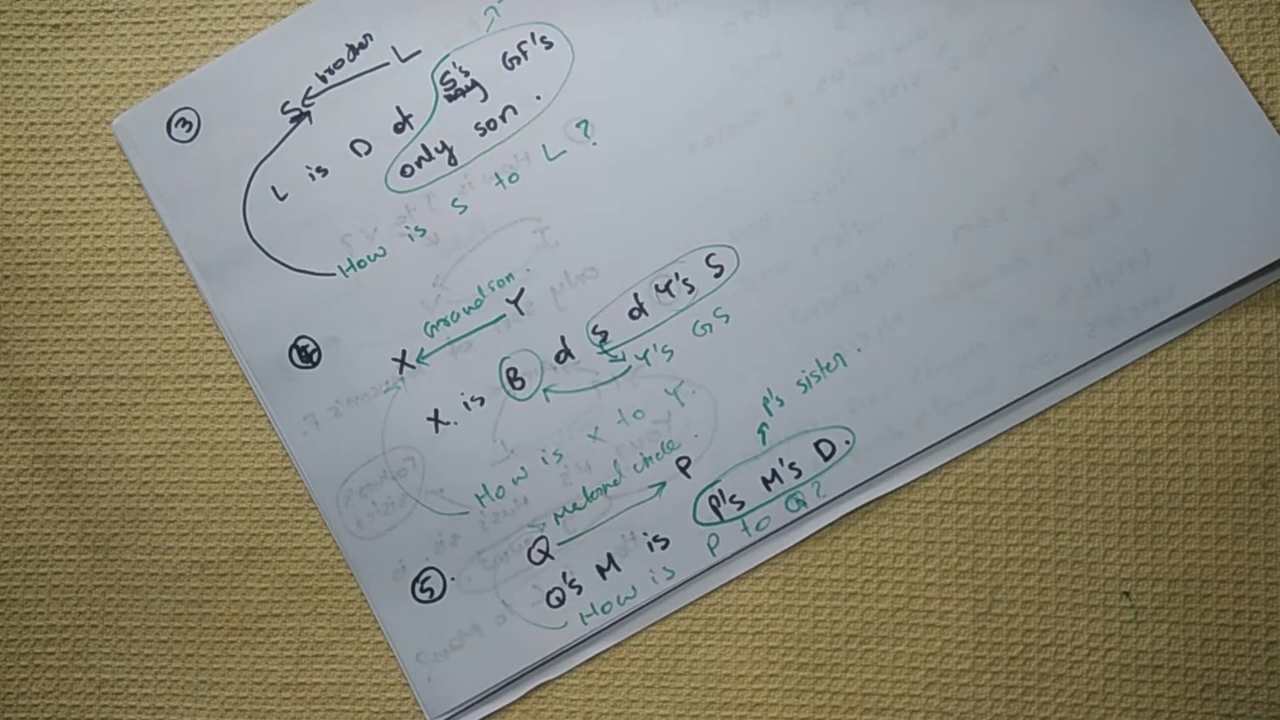 ③
brother
S L
L is D of S's GF's
only son.
How is S to L ?
④
Grandson.
X Y
X is B of S of Y's S
Y's GS
How is X to Y.
⑤.
maternal uncle
Q P
Q's M is P's M's D.
P's sister.
How is P to Q?